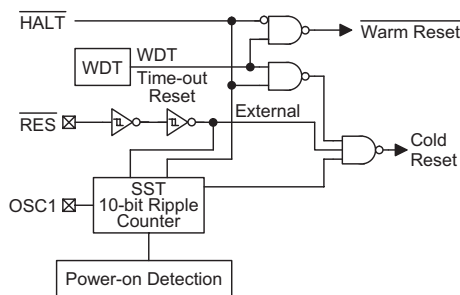 HALT
Warm Reset
WDT
WDT
Time-out
Reset
RES
External
Cold
Reset
SST
OSC1
10-bit Ripple
Counter
Power-on Detection